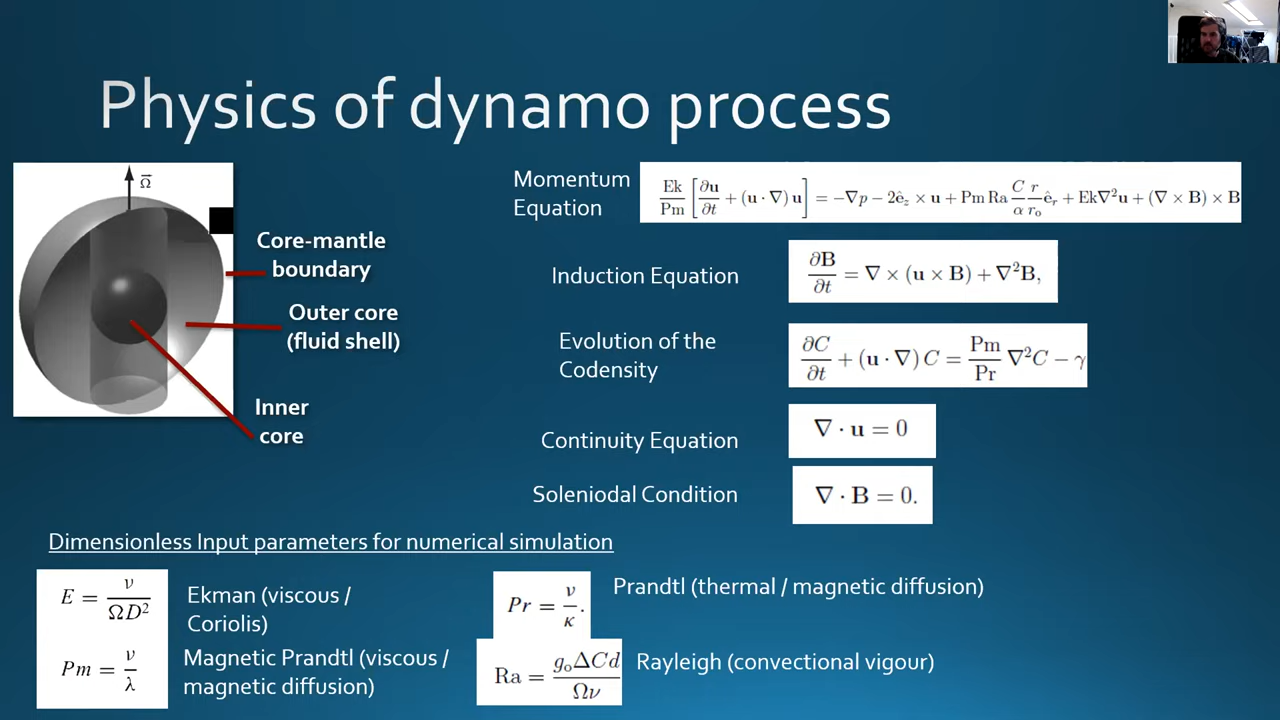 Physics of dynamo process
Ω
Core-mantle
boundary
Outer core
(fluid shell)
Inner
core
Momentum
Equation
Ek/Pm [∂u/∂t + (u · ∇) u] = −∇p − 2ê_z × u + Pm Ra C/α r/r_o ê_r + Ek∇²u + (∇ × B) × B
Induction Equation
∂B/∂t = ∇ × (u × B) + ∇²B,
Evolution of the
Codensity
∂C/∂t + (u · ∇) C = Pm/Pr ∇²C − γ
Continuity Equation
∇ · u = 0
Soleniodal Condition
∇ · B = 0.
Dimensionless Input parameters for numerical simulation
E = ν/ΩD²
Ekman (viscous /
Coriolis)
Pm = ν/λ
Magnetic Prandtl (viscous /
magnetic diffusion)
Pr = ν/κ.
Prandtl (thermal / magnetic diffusion)
Ra = g_oΔCd/Ων
Rayleigh (convectional vigour)